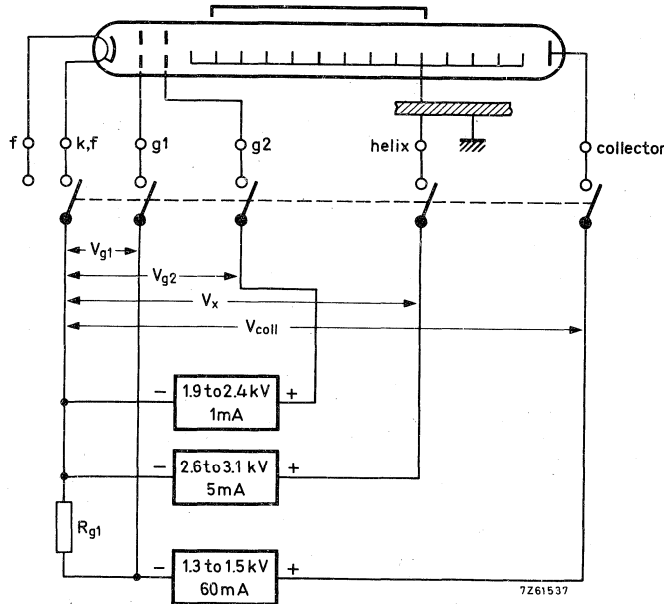 f k,f g1 g2 helix collector
Vg1
Vg2
Vx
Vcoll
− 1.9 to 2.4 kV +
1mA
− 2.6 to 3.1 kV +
5mA
Rg1
− 1.3 to 1.5 kV +
60mA
7Z61537